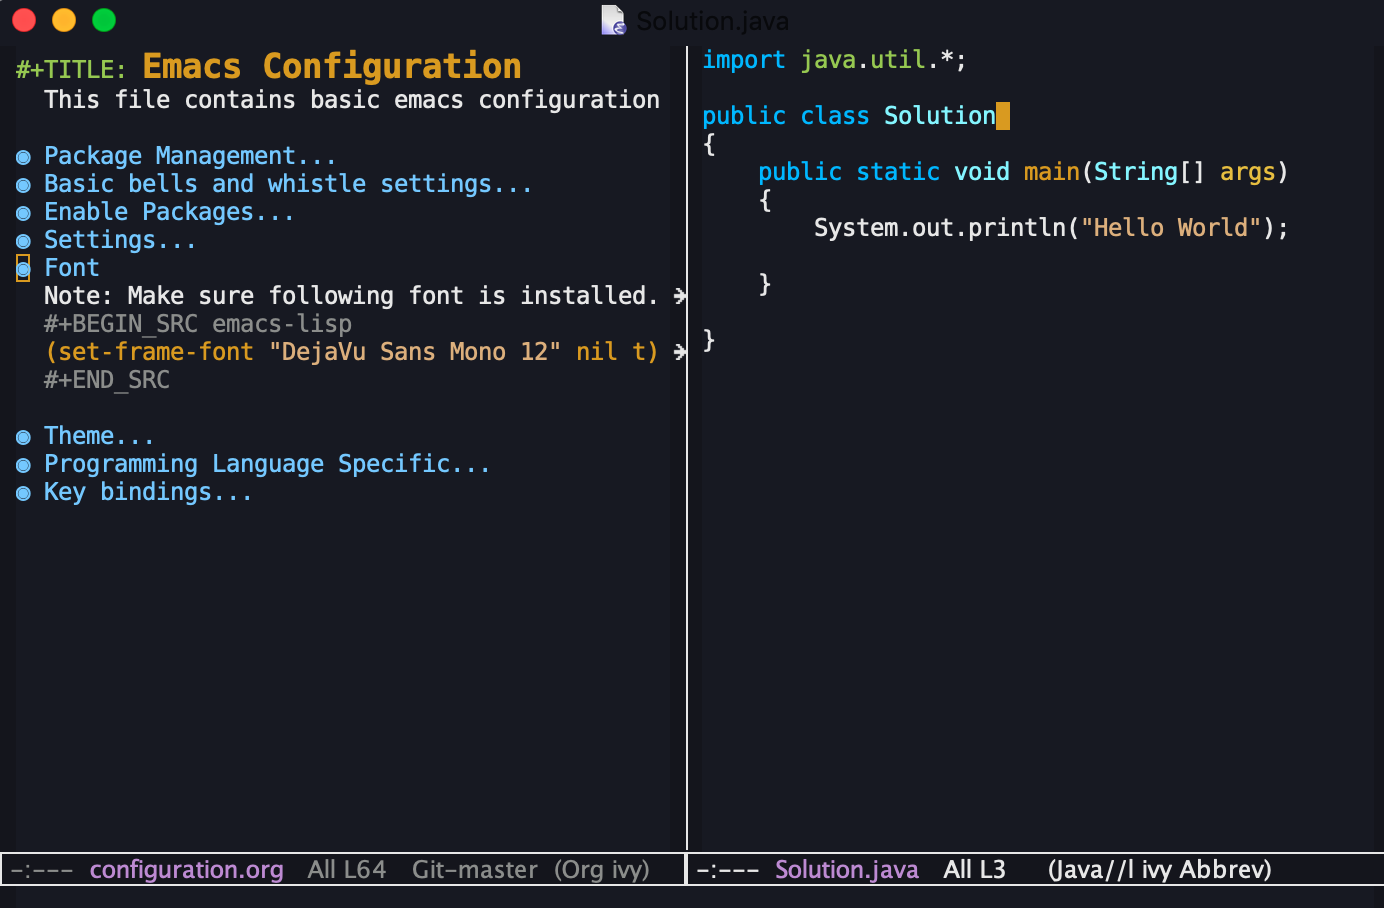 Solution.java
#+TITLE: Emacs Configuration
This file contains basic emacs configuration
Package Management...
Basic bells and whistle settings...
Enable Packages...
Settings...
Font
Note: Make sure following font is installed.
#+BEGIN_SRC emacs-lisp
(set-frame-font "DejaVu Sans Mono 12" nil t)
#+END_SRC
Theme...
Programming Language Specific...
Key bindings...
-:--- configuration.org All L64 Git-master (Org ivy)
import java.util.*;
public class Solution
{
public static void main(String[] args)
{
System.out.println("Hello World");
}
}
-:--- Solution.java All L3 (Java//l ivy Abbrev)